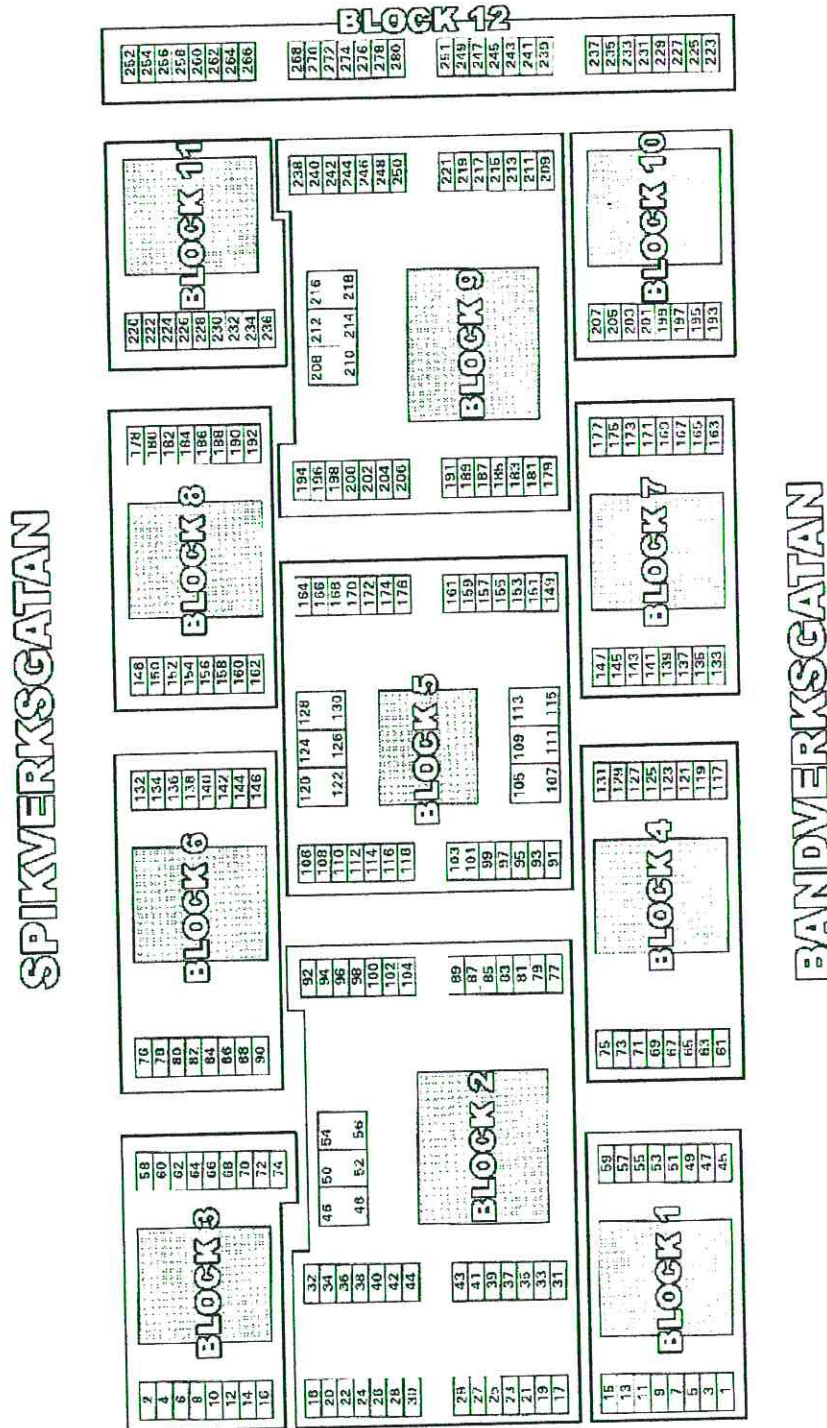 SPIKVERKSGATAN
BANDVERKSGATAN
BLOCK 12
252 254 256 258 260 262 264 266
268 270 272 274 276 278 280
251 249 247 245 243 241 239
237 235 233 231 229 227 225 223
BLOCK 11
220 222 224 226 228 230 232 234 236
BLOCK 9
238 240 242 244 246 248 250
221 219 217 215 213 211 209
208 212 216
210 214 218
194 196 198 200 202 204 206
191 189 187 185 183 181 179
BLOCK 10
207 205 203 201 199 197 195 193
BLOCK 8
178 180 182 184 186 188 190 192
148 150 152 154 156 158 160 162
BLOCK 5
164 166 168 170 172 174 176
161 159 157 155 153 151 149
120 124 128
122 126 130
105 109 113
107 111 115
106 108 110 112 114 116 118
103 101 99 97 95 93 91
BLOCK 7
177 175 173 171 169 167 165 163
147 145 143 141 139 137 135 133
BLOCK 6
132 134 136 138 140 142 144 146
76 78 80 82 84 86 88 90
BLOCK 4
131 129 127 125 123 121 119 117
75 73 71 69 67 65 63 61
BLOCK 2
92 94 96 98 100 102 104
89 87 85 83 81 79 77
46 50 54
48 52 56
32 34 36 38 40 42 44
43 41 39 37 35 33 31
18 20 22 24 26 28 30
29 27 25 23 21 19 17
BLOCK 3
58 60 62 64 66 68 70 72 74
2 4 6 8 10 12 14 16
BLOCK 1
59 57 55 53 51 49 47 45
15 13 11 9 7 5 3 1